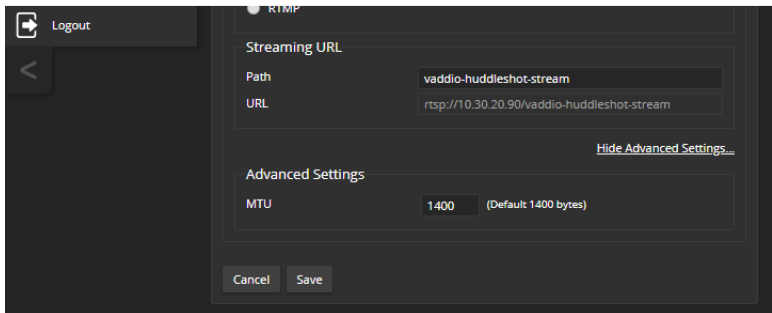 RTMP
Logout
Streaming URL
Path vaddio-huddleshot-stream
URL rtsp://10.30.20.90/vaddio-huddleshot-stream
Hide Advanced Settings...
Advanced Settings
MTU 1400 (Default 1400 bytes)
Cancel Save